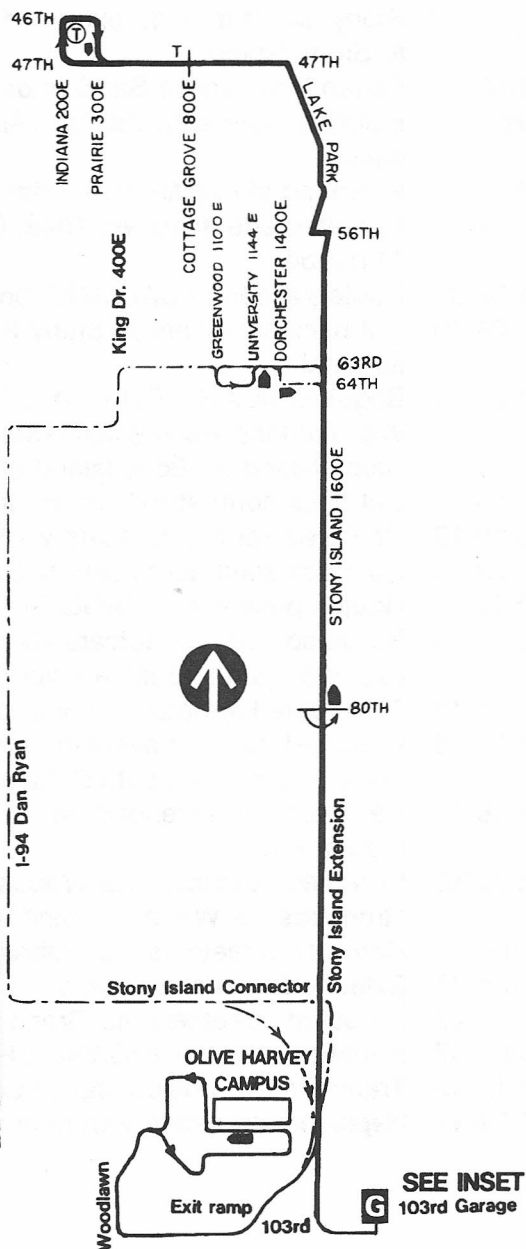 46TH
T
47TH
T
47TH
INDIANA 200E
PRAIRIE 300E
COTTAGE GROVE 800E
LAKE PARK
56TH
King Dr. 400E
GREENWOOD 1100E
UNIVERSITY 1144E
DORCHESTER 1400E
63RD
64TH
STONY ISLAND 1600E
80TH
I-94 Dan Ryan
Stony Island Extension
Stony Island Connector
OLIVE HARVEY
CAMPUS
Woodlawn
Exit ramp
103rd
G
SEE INSET
103rd Garage